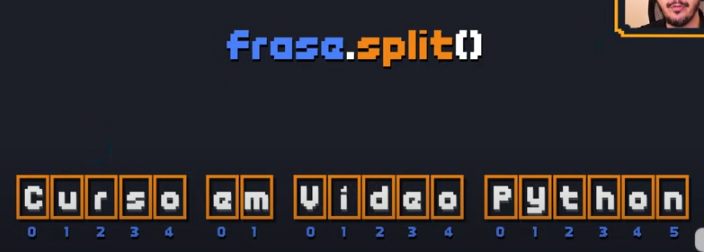 frase.split()
Curso em Video Python
0 1 2 3 4 0 1 0 1 2 3 4 0 1 2 3 4 5